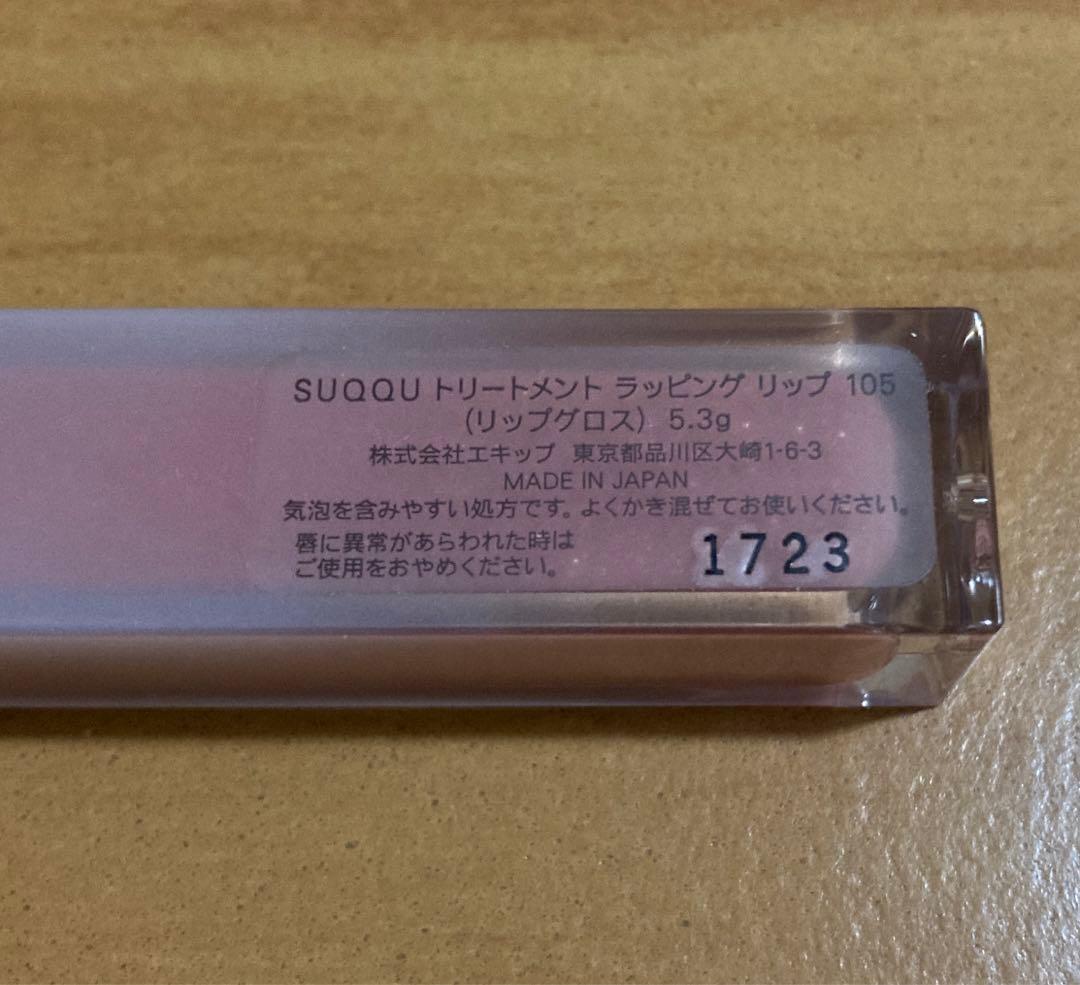 SUQQU トリートメント ラッピング リップ 105
(リップグロス) 5.3g
株式会社エキップ 東京都品川区大崎1-6-3
MADE IN JAPAN
気泡を含みやすい処方です。よくかき混ぜてお使いください。
唇に異常があらわれた時は
ご使用をおやめください。
1723